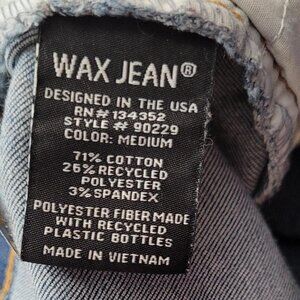 WAX JEAN®
DESIGNED IN THE USA
RN# 134352
STYLE # 90229
COLOR: MEDIUM
71% COTTON
26% RECYCLED
POLYESTER
3% SPANDEX
POLYESTER FIBER MADE
WITH RECYCLED
PLASTIC BOTTLES
MADE IN VIETNAM